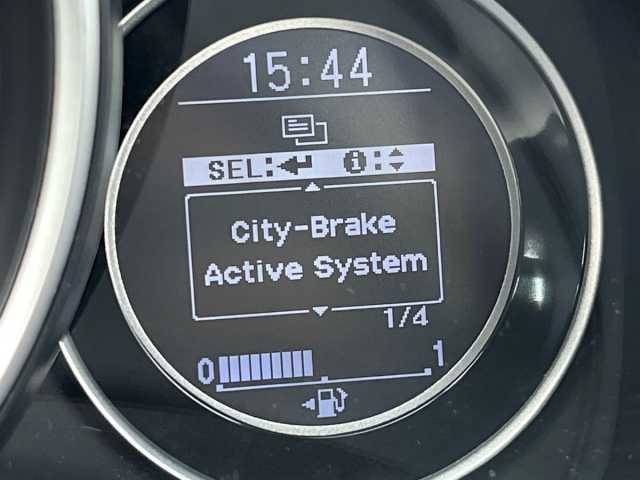 15:44
SEL: i :
City-Brake
Active System
1/4
0 1